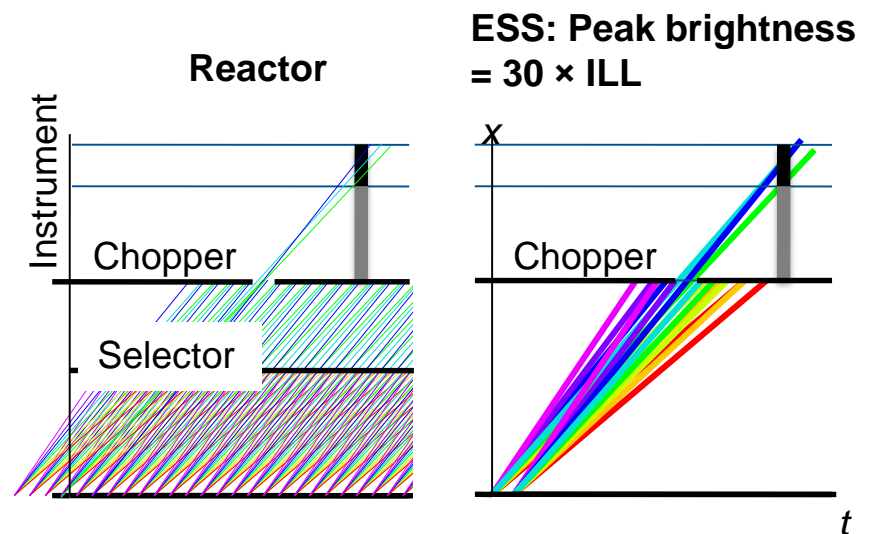 Reactor
ESS: Peak brightness
= 30 × ILL
Instrument
Chopper
Selector
x
Chopper
t